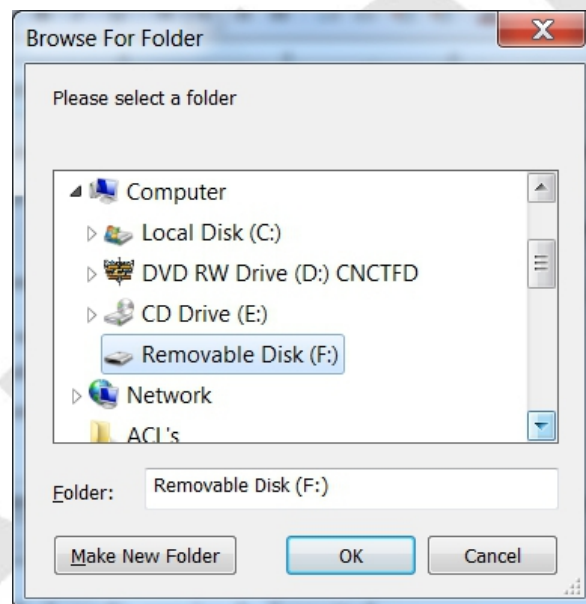 Browse For Folder
Please select a folder
Computer
Local Disk (C:)
DVD RW Drive (D:) CNCTFD
CD Drive (E:)
Removable Disk (F:)
Network
ACL's
Folder: Removable Disk (F:)
Make New Folder OK Cancel